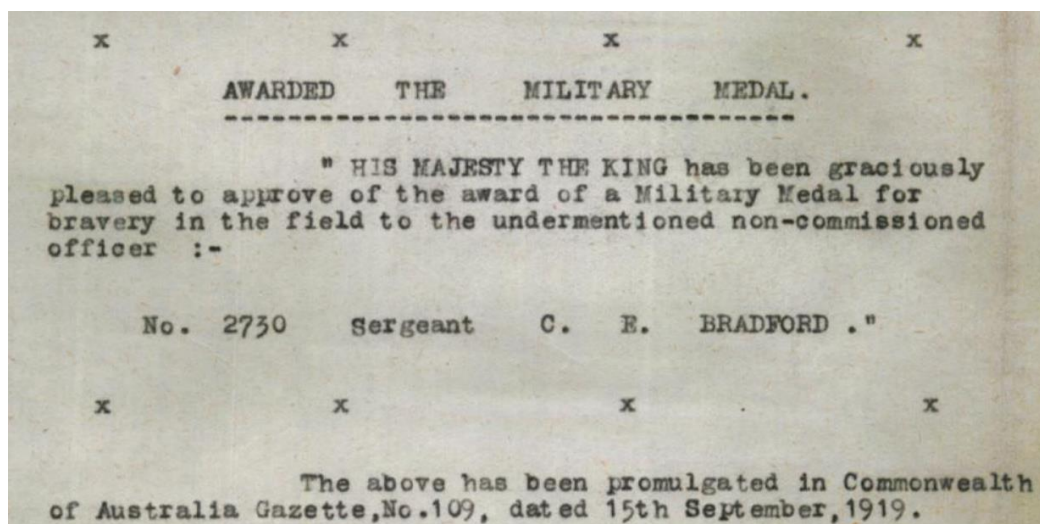 x x x x
AWARDED THE MILITARY MEDAL.
------------------------------------
" HIS MAJESTY THE KING has been graciously
pleased to approve of the award of a Military Medal for
bravery in the field to the undermentioned non-commissioned
officer :-
No. 2730 Sergeant C. E. BRADFORD ."
x x x x
The above has been promulgated in Commonwealth
of Australia Gazette,No.109, dated 15th September,1919.